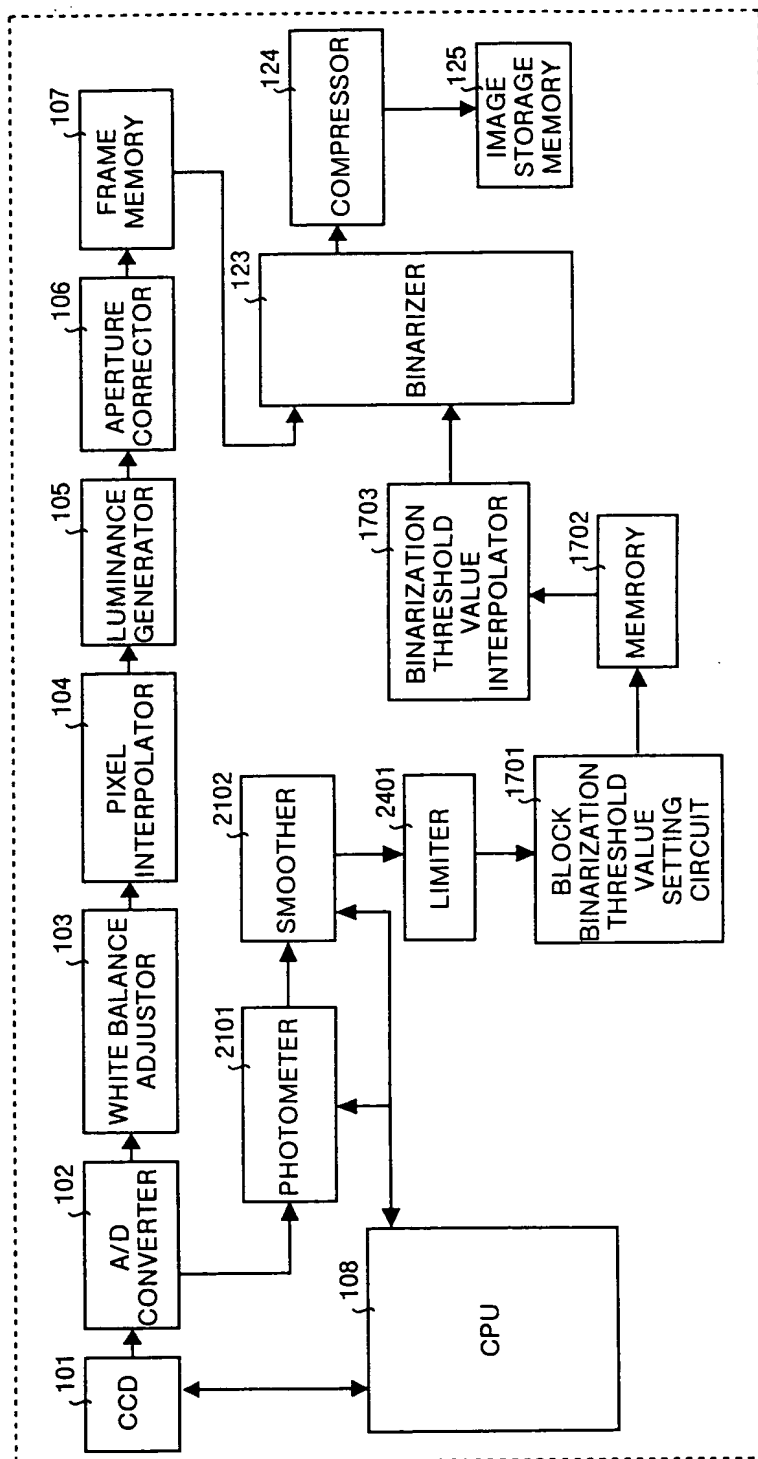 101
CCD
102
A/D
CONVERTER
103
WHITE BALANCE
ADJUSTOR
104
PIXEL
INTERPOLATOR
105
LUMINANCE
GENERATOR
106
APERTURE
CORRECTOR
107
FRAME
MEMORY
108
CPU
2101
PHOTOMETER
2102
SMOOTHER
2401
LIMITER
1701
BLOCK
BINARIZATION
THRESHOLD
VALUE
SETTING
CIRCUIT
1702
MEMRORY
1703
BINARIZATION
THRESHOLD
VALUE
INTERPOLATOR
123
BINARIZER
124
COMPRESSOR
125
IMAGE
STORAGE
MEMORY